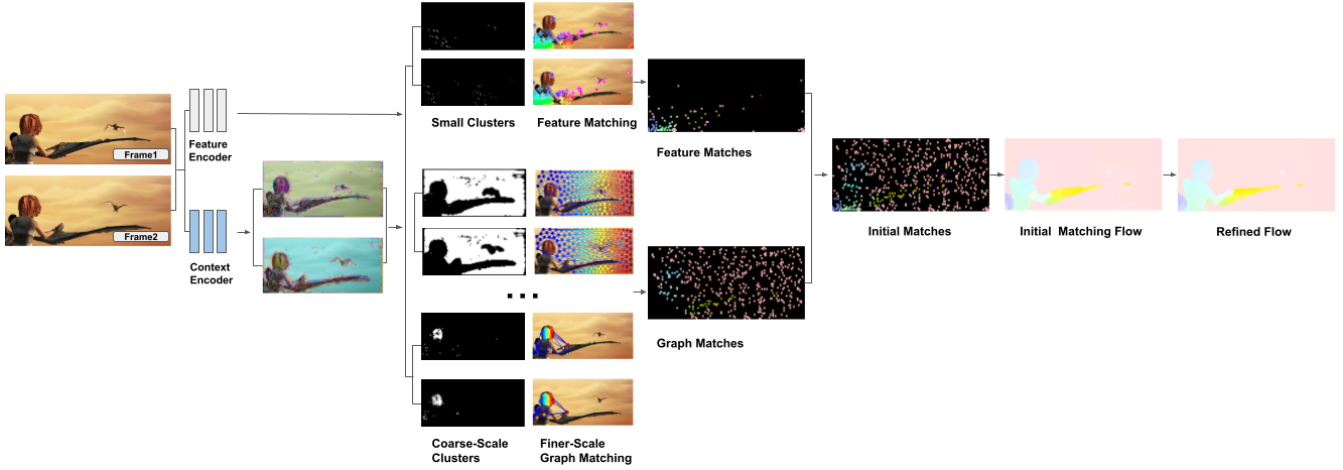 Frame1
Frame2
Feature
Encoder
Context
Encoder
Small Clusters
Feature Matching
Coarse-Scale
Clusters
Finer-Scale
Graph Matching
Feature Matches
Graph Matches
Initial Matches
Initial Matching Flow
Refined Flow